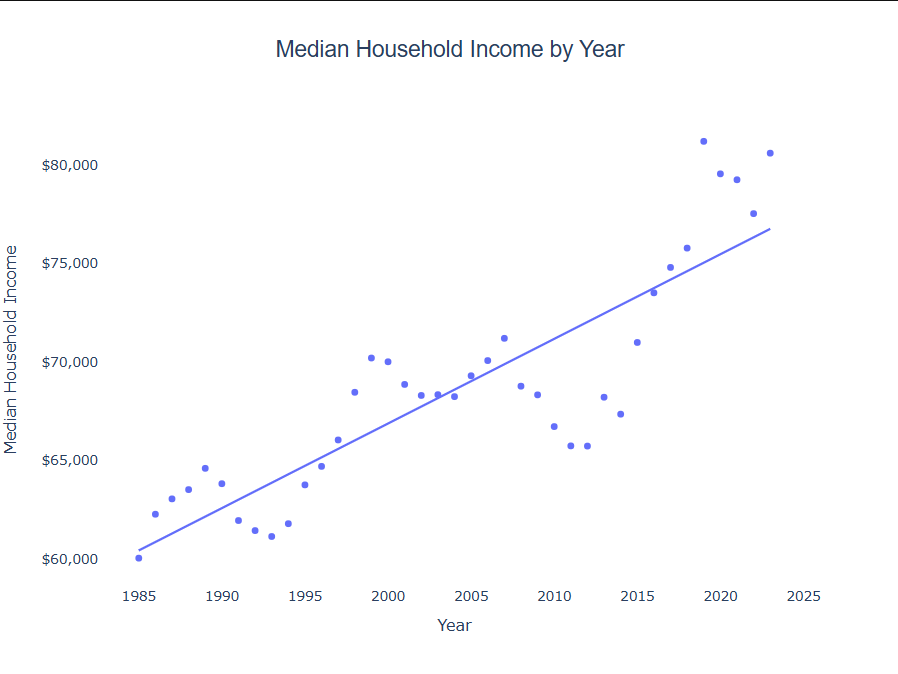 Median Household Income by Year
Median Household Income
$80,000
$75,000
$70,000
$65,000
$60,000
1985 1990 1995 2000 2005 2010 2015 2020 2025
Year